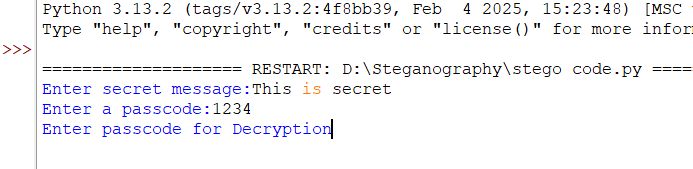 Python 3.13.2 (tags/v3.13.2:4f8bb39, Feb  4 2025, 15:23:48) [MSC
Type "help", "copyright", "credits" or "license()" for more
>>>
==================== RESTART: D:\Steganography\stego code.py =====
Enter secret message:This is secret
Enter a passcode:1234
Enter passcode for Decryption